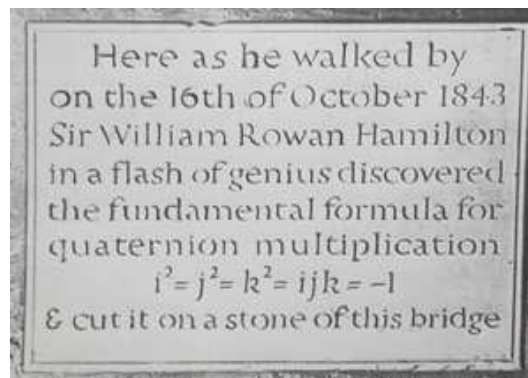 Here as he walked by
on the 16th of October 1843
Sir William Rowan Hamilton
in a flash of genius discovered
the fundamental formula for
quaternion multiplication
i² = j² = k² = ijk = −1
& cut it on a stone of this bridge